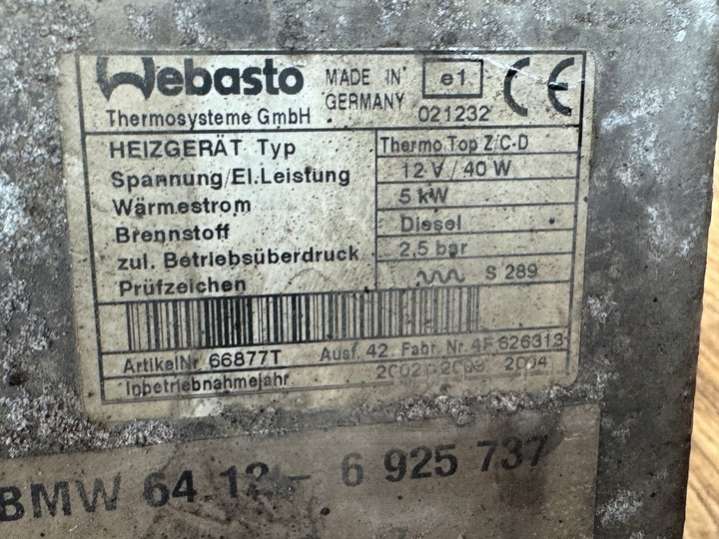 Webasto MADE IN GERMANY e1
Thermosysteme GmbH 021232 CE
HEIZGERÄT Typ Thermo Top Z/C-D
Spannung/El.Leistung 12 V / 40 W
Wärmestrom 5 kW
Brennstoff Diesel
zul. Betriebsüberdruck 2,5 bar
Prüfzeichen S 289
ArtikelNr. 66877T Ausf. 42. Fabr. Nr. 4F 626313
Inbetriebnahmejahr 2002 2003 2004
BMW 64.12 - 6 925 737